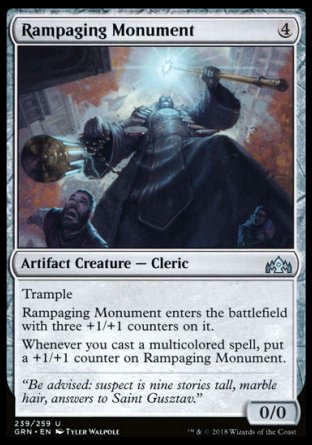 Rampaging Monument 4
Artifact Creature — Cleric
Trample
Rampaging Monument enters the battlefield
with three +1/+1 counters on it.
Whenever you cast a multicolored spell, put
a +1/+1 counter on Rampaging Monument.
"Be advised: suspect is nine stories tall, marble
hair, answers to Saint Gusztav."
0/0
239/259 U
GRN • EN Tyler Walpole
™ & © 2018 Wizards of the Coast